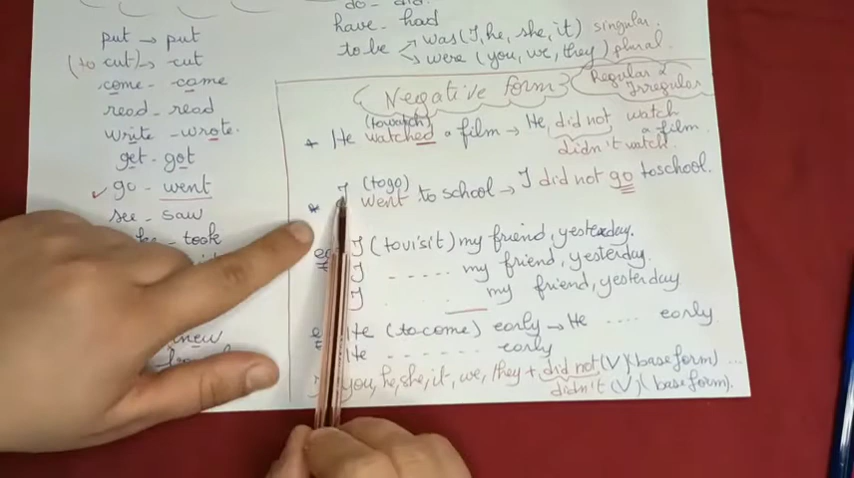 do - did.
have - had
to be was (I, he, she, it) singular.
were (you, we, they) plural.
put → put
(to cut) → cut
come - came
read - read
write - wrote.
get - got
✓ go - went
see - saw
took
knew
Negative form
Regular & Irregular
* He (to watch) watched a film → He did not watch a film.
didn't watch.
* I (to go) went to school → I did not go to school.
I (to visit) my friend, yesterday.
I ...... my friend, yesterday.
I my friend, yesterday
He (to come) early → He .... early
He ...... early
you, he, she, it, we, they + did not (V) (base form) ...
didn't (V) (base form).